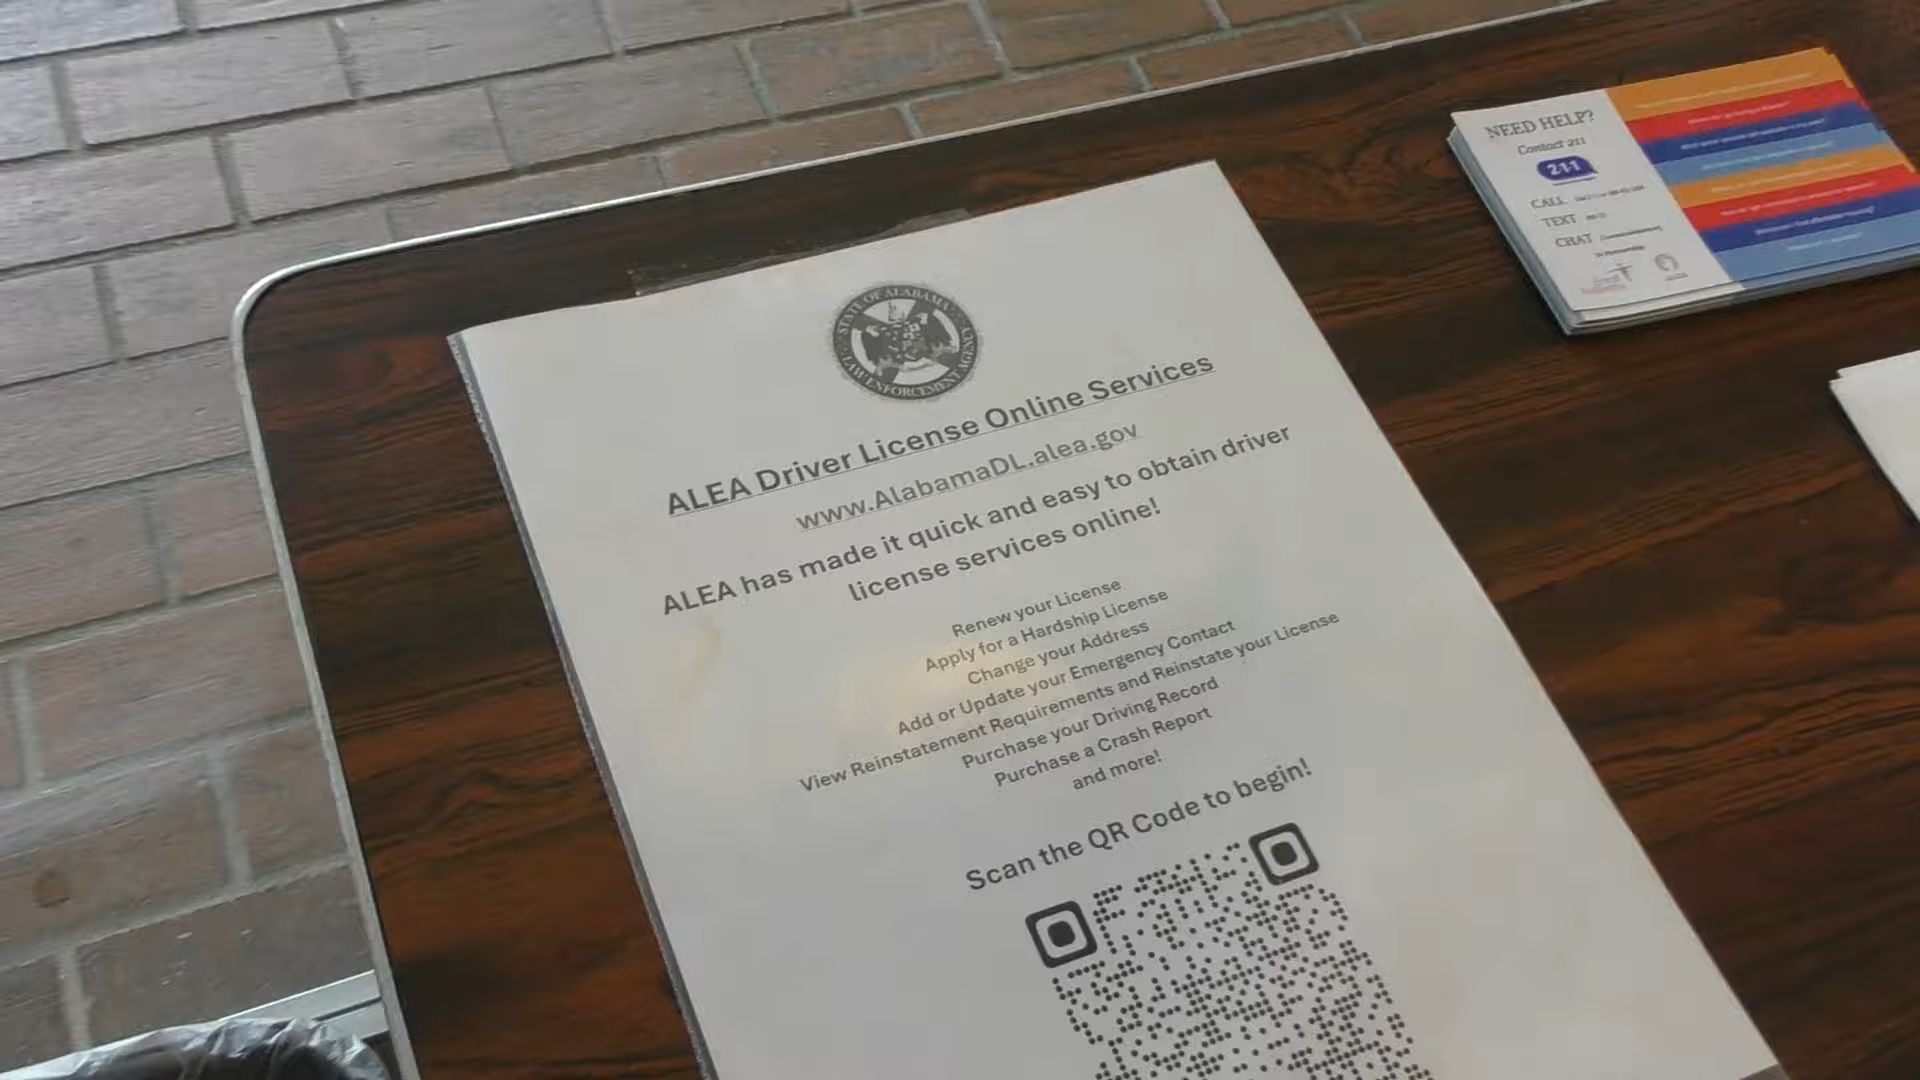 STATE OF ALABAMA
LAW ENFORCEMENT AGENCY
ALEA Driver License Online Services
www.AlabamaDL.alea.gov
ALEA has made it quick and easy to obtain driver
license services online!
Renew your License
Apply for a Hardship License
Change your Address
Add or Update your Emergency Contact
View Reinstatement Requirements and Reinstate your License
Purchase your Driving Record
Purchase a Crash Report
and more!
Scan the QR Code to begin!
NEED HELP?
Contact 211
211
CALL
TEXT
CHAT